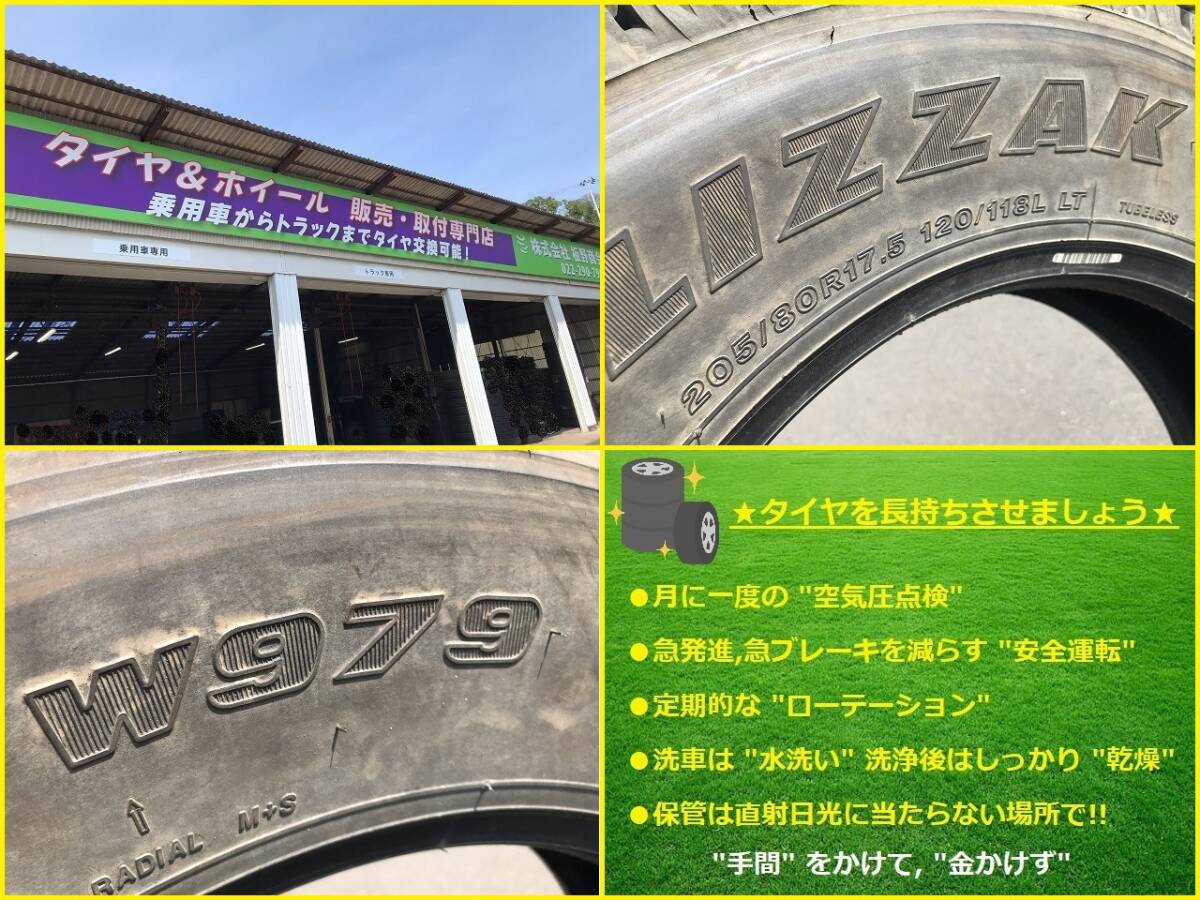 タイヤ&ホイール 販売・取付専門店
乗用車からトラックまでタイヤ交換可能!
株式会社 板野商会
022-290-79
乗用車専用
トラック専用
LIZZAK
205/80R17.5 120/118L LT
TUBELESS
W979
RADIAL M+S
★タイヤを長持ちさせましょう★
●月に一度の "空気圧点検"
●急発進,急ブレーキを減らす "安全運転"
●定期的な "ローテーション"
●洗車は "水洗い" 洗浄後はしっかり "乾燥"
●保管は直射日光に当たらない場所で!!
"手間" をかけて, "金かけず"